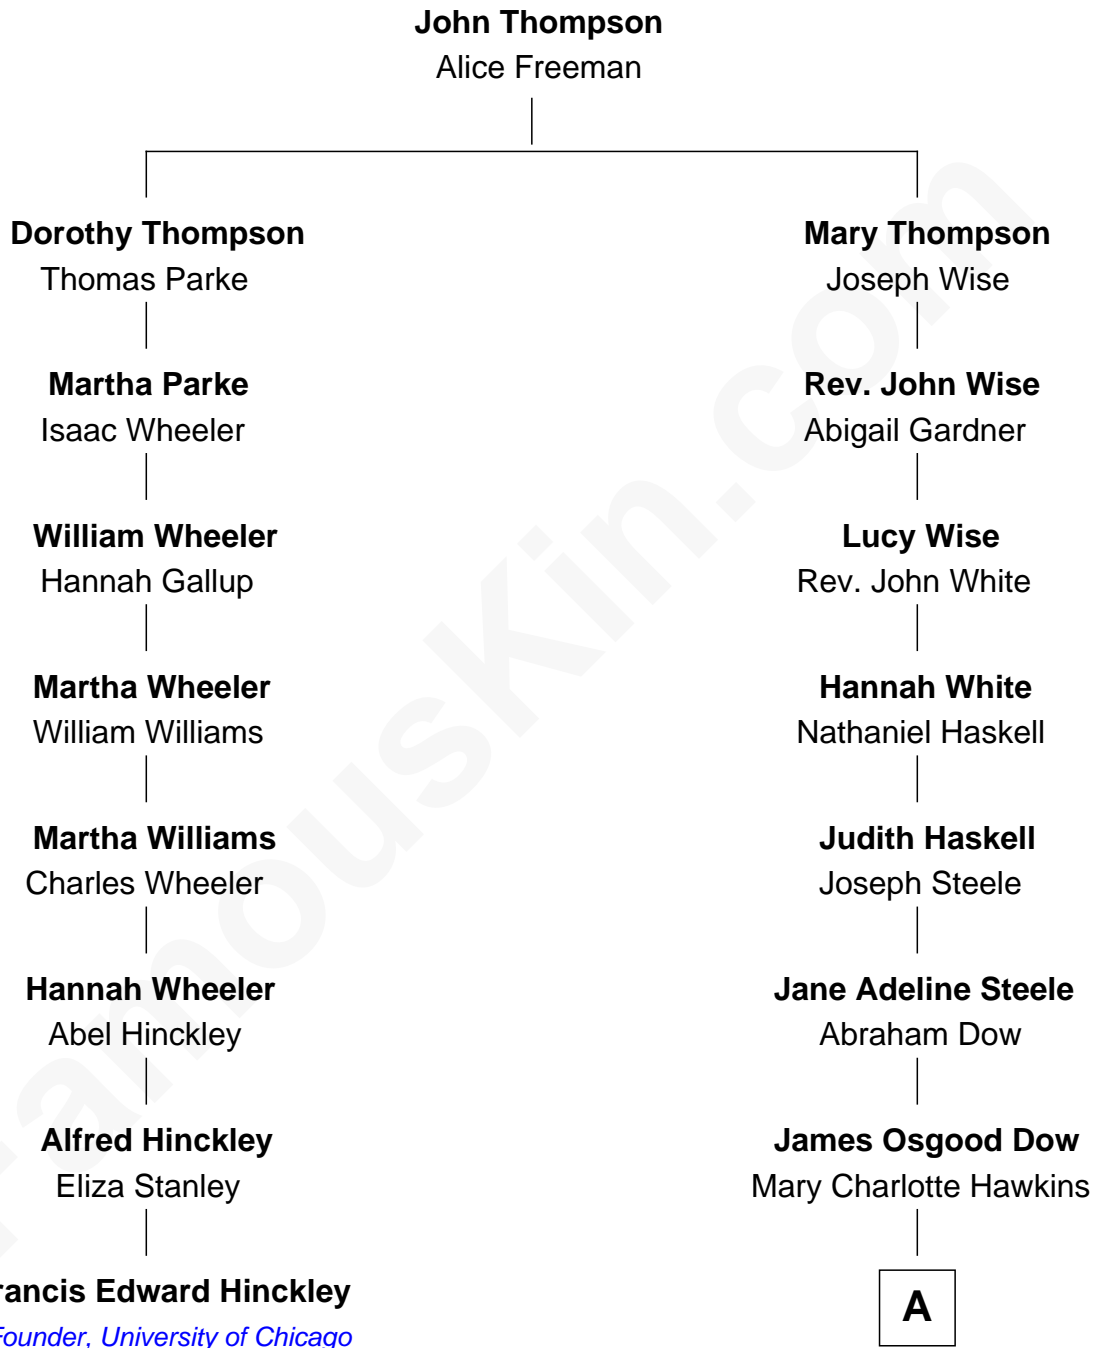 John Thompson
Alice Freeman
Dorothy Thompson
Thomas Parke
Martha Parke
Isaac Wheeler
William Wheeler
Hannah Gallup
Martha Wheeler
William Williams
Martha Williams
Charles Wheeler
Hannah Wheeler
Abel Hinckley
Alfred Hinckley
Eliza Stanley
rancis Edward Hinckley
Founder, University of Chicago
Mary Thompson
Joseph Wise
Rev. John Wise
Abigail Gardner
Lucy Wise
Rev. John White
Hannah White
Nathaniel Haskell
Judith Haskell
Joseph Steele
Jane Adeline Steele
Abraham Dow
James Osgood Dow
Mary Charlotte Hawkins
A
FamousKin.com